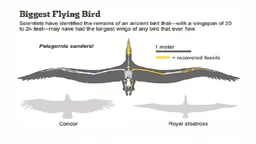 Biggest Flying Bird
Scientists have identified the remains of an ancient bird that—with a wingspan of 20
to 24 feet—may have had the longest wings of any bird that ever flew.
Pelagornis sandersi
1 meter
= recovered fossils
Condor
Royal albatross